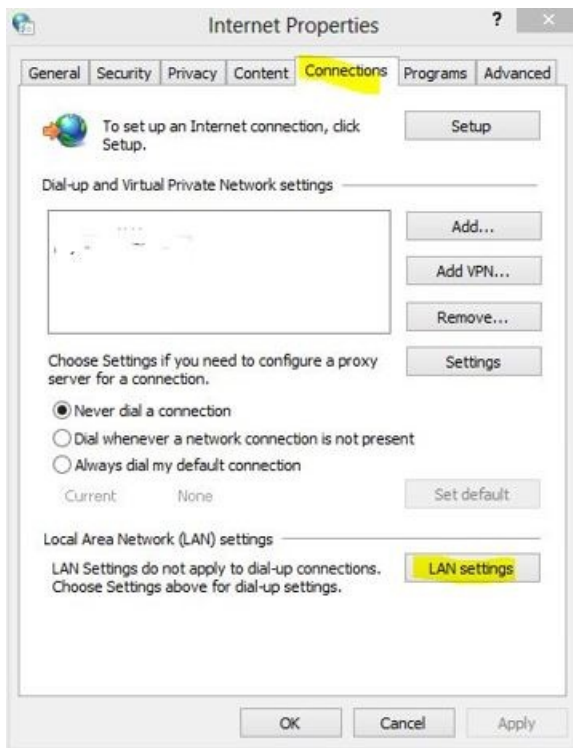 Internet Properties
?
General Security Privacy Content Connections Programs Advanced
To set up an Internet connection, click
Setup.
Setup
Dial-up and Virtual Private Network settings
Add...
Add VPN...
Remove...
Choose Settings if you need to configure a proxy
server for a connection.
Settings
Never dial a connection
Dial whenever a network connection is not present
Always dial my default connection
Current None
Set default
Local Area Network (LAN) settings
LAN Settings do not apply to dial-up connections.
Choose Settings above for dial-up settings.
LAN settings
OK Cancel Apply